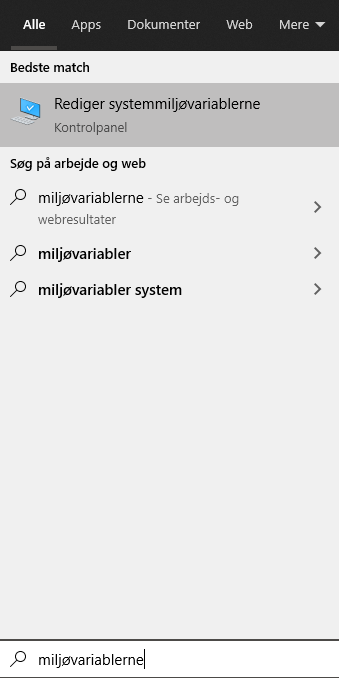 Alle Apps Dokumenter Web Mere
Bedste match
Rediger systemmiljøvariablerne
Kontrolpanel
Søg på arbejde og web
miljøvariablerne - Se arbejds- og
webresultater
miljøvariabler
miljøvariabler system
miljøvariablerne